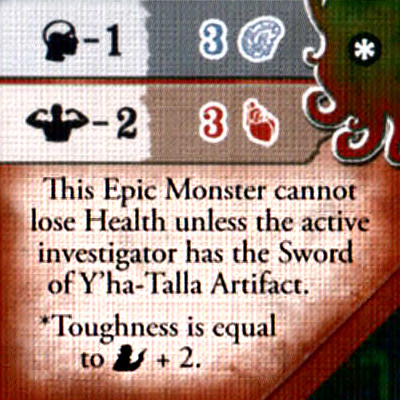 -1 3 *
-2 3
This Epic Monster cannot
lose Health unless the active
investigator has the Sword
of Y'ha-Talla Artifact.
*Toughness is equal
to + 2.